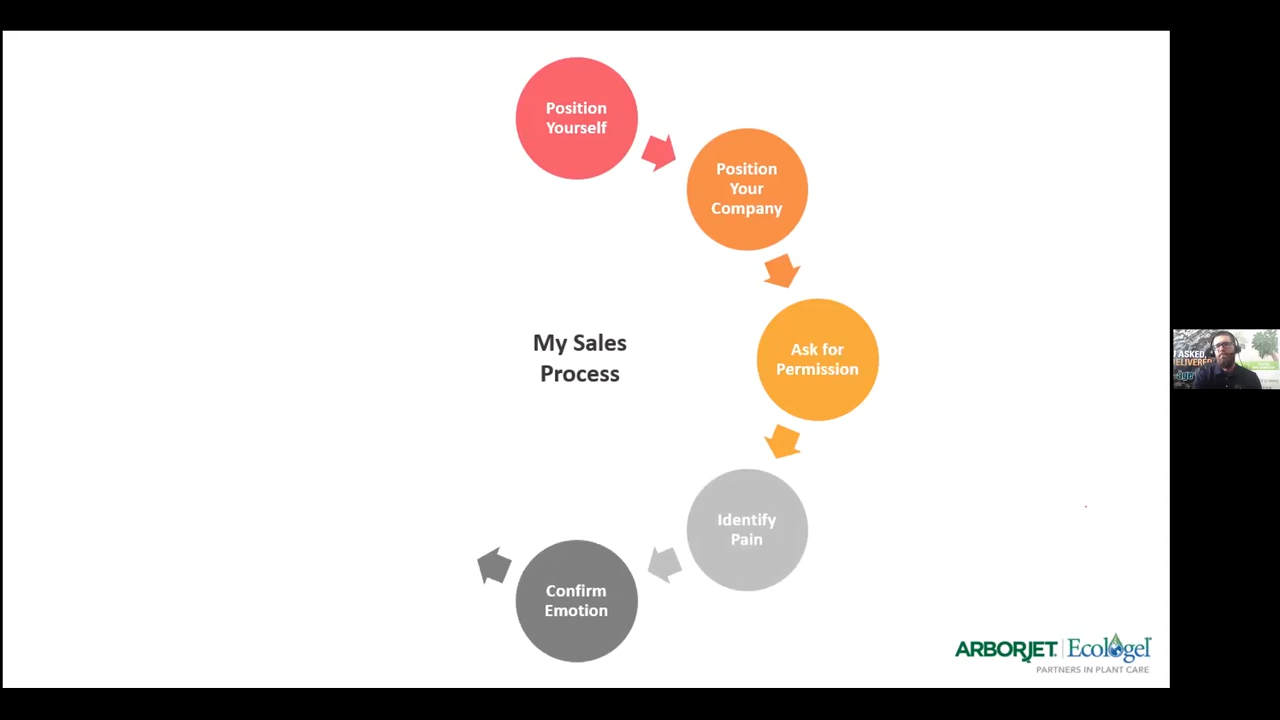 Position
Yourself
Position
Your
Company
Ask for
Permission
My Sales
Process
Identify
Pain
Confirm
Emotion
ARBORJET
Ecologel
PARTNERS IN PLANT CARE
ASKED,